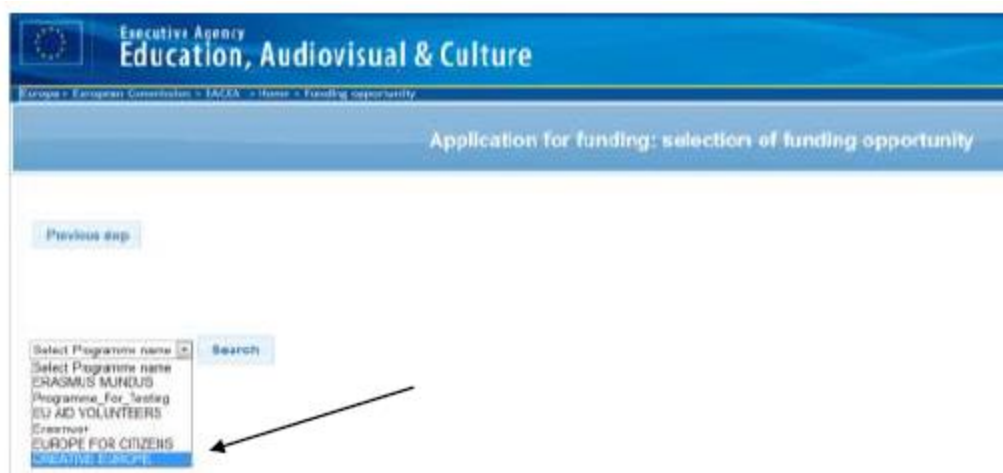 Executive Agency
Education, Audiovisual & Culture
Europa > European Commission > EACEA > Home > Funding opportunity
Application for funding: selection of funding opportunity
Previous step
Select Programme name Search
Select Programme name
ERASMUS MUNDUS
Programme_For_Testing
EU AID VOLUNTEERS
EUROPE FOR CITIZENS
CREATIVE EUROPE